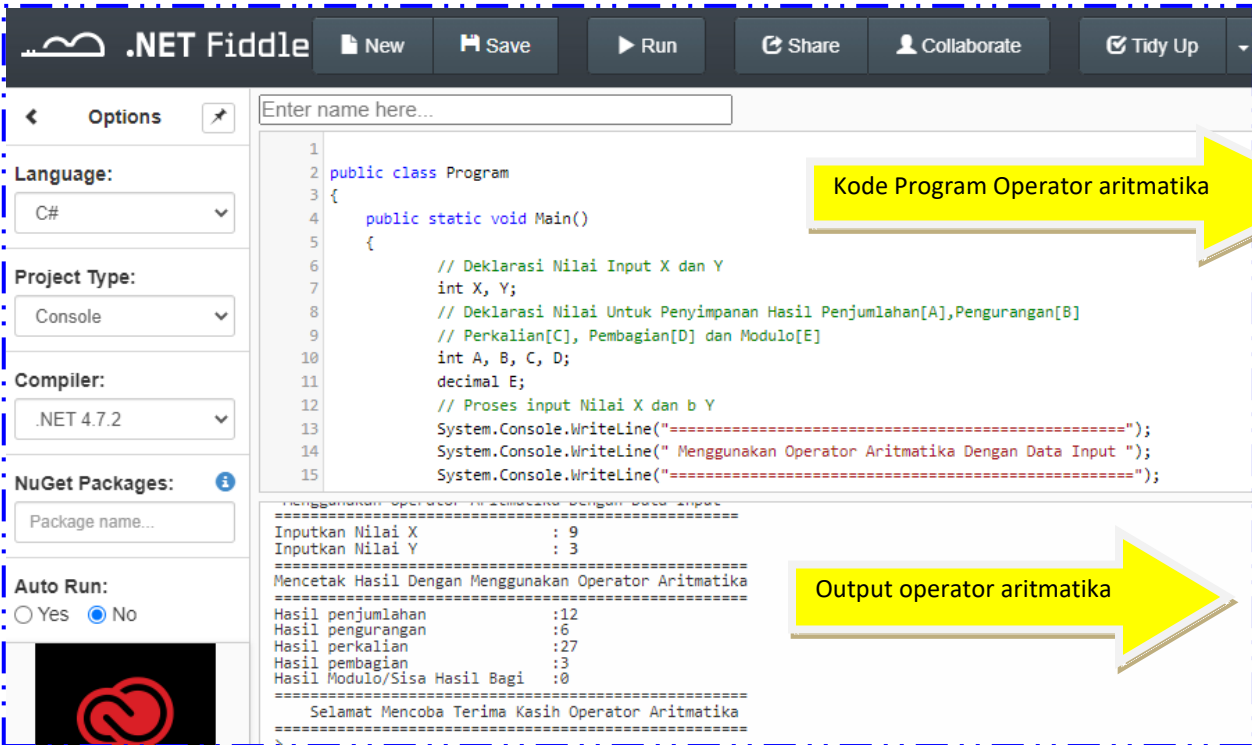 .NET Fiddle New Save Run Share Collaborate Tidy Up
Options
Language:
C#
Project Type:
Console
Compiler:
.NET 4.7.2
NuGet Packages:
Package name...
Auto Run:
Yes No
Enter name here...
1
2 public class Program
3 {
4 public static void Main()
5 {
6 // Deklarasi Nilai Input X dan Y
7 int X, Y;
8 // Deklarasi Nilai Untuk Penyimpanan Hasil Penjumlahan[A],Pengurangan[B]
9 // Perkalian[C], Pembagian[D] dan Modulo[E]
10 int A, B, C, D;
11 decimal E;
12 // Proses input Nilai X dan b Y
13 System.Console.WriteLine("===================================================");
14 System.Console.WriteLine(" Menggunakan Operator Aritmatika Dengan Data Input ");
15 System.Console.WriteLine("====================================================");
Kode Program Operator aritmatika
Menggunakan Operator Aritmatika Dengan Data Input
====================================================
Inputkan Nilai X : 9
Inputkan Nilai Y : 3
=====================================================
Mencetak Hasil Dengan Menggunakan Operator Aritmatika
=====================================================
Hasil penjumlahan :12
Hasil pengurangan :6
Hasil perkalian :27
Hasil pembagian :3
Hasil Modulo/Sisa Hasil Bagi :0
=====================================================
Selamat Mencoba Terima Kasih Operator Aritmatika
=====================================================
Output operator aritmatika